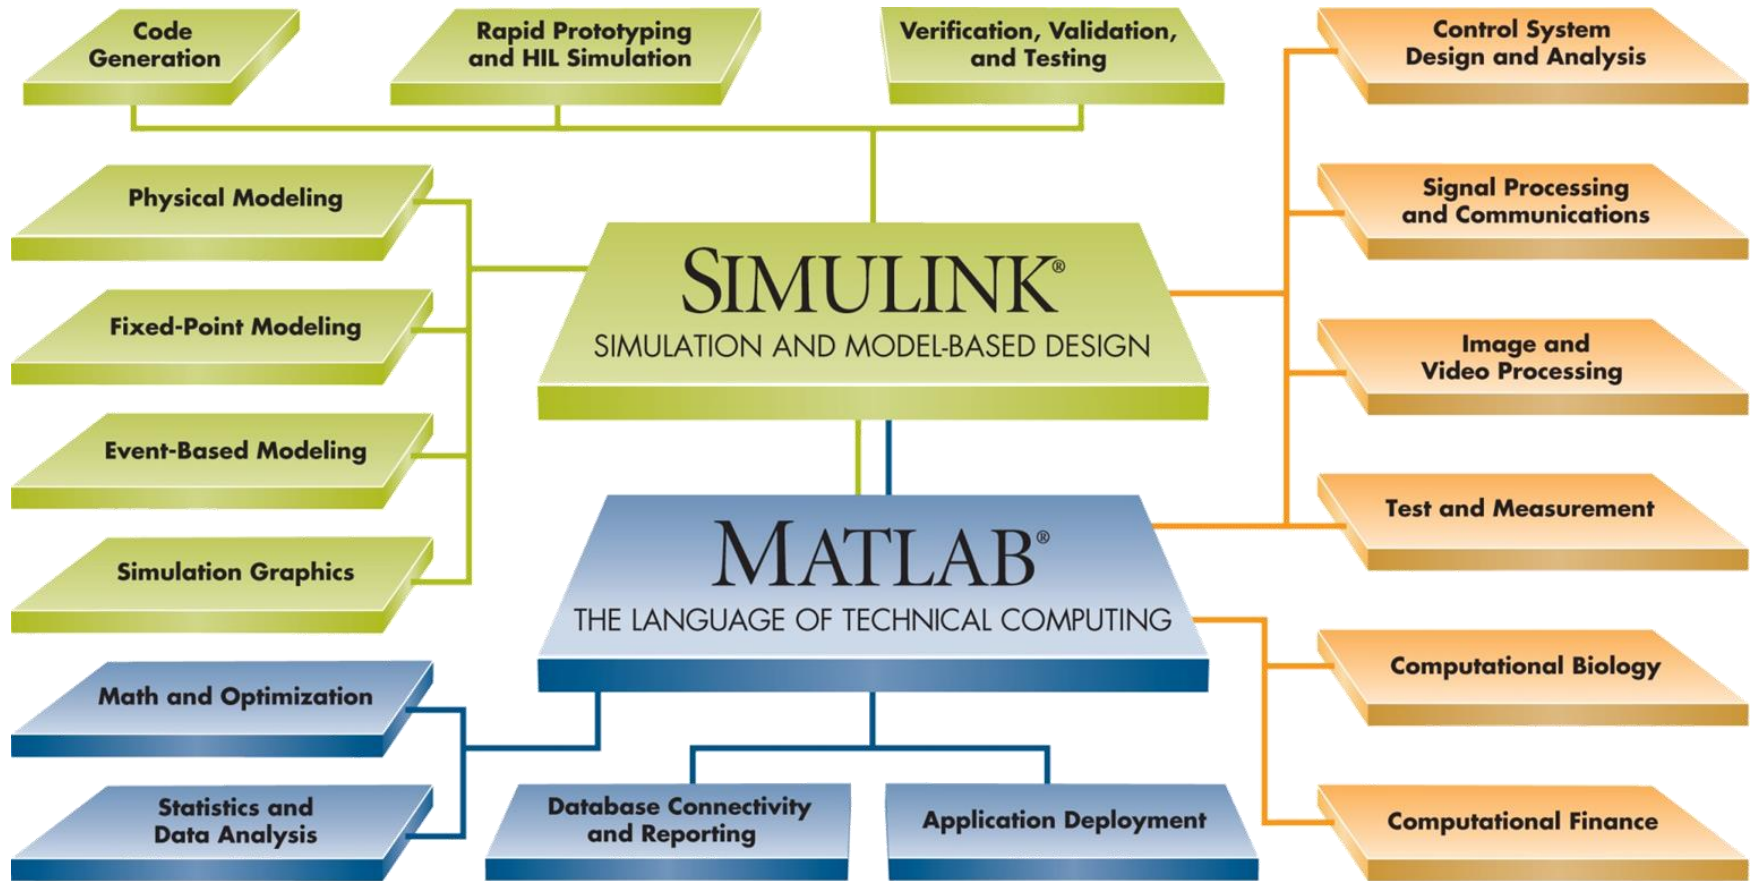 Code
Generation
Rapid Prototyping
and HIL Simulation
Verification, Validation,
and Testing
Control System
Design and Analysis
Physical Modeling
Signal Processing
and Communications
SIMULINK®
SIMULATION AND MODEL-BASED DESIGN
Fixed-Point Modeling
Image and
Video Processing
Event-Based Modeling
Test and Measurement
MATLAB®
THE LANGUAGE OF TECHNICAL COMPUTING
Simulation Graphics
Computational Biology
Math and Optimization
Statistics and
Data Analysis
Database Connectivity
and Reporting
Application Deployment
Computational Finance